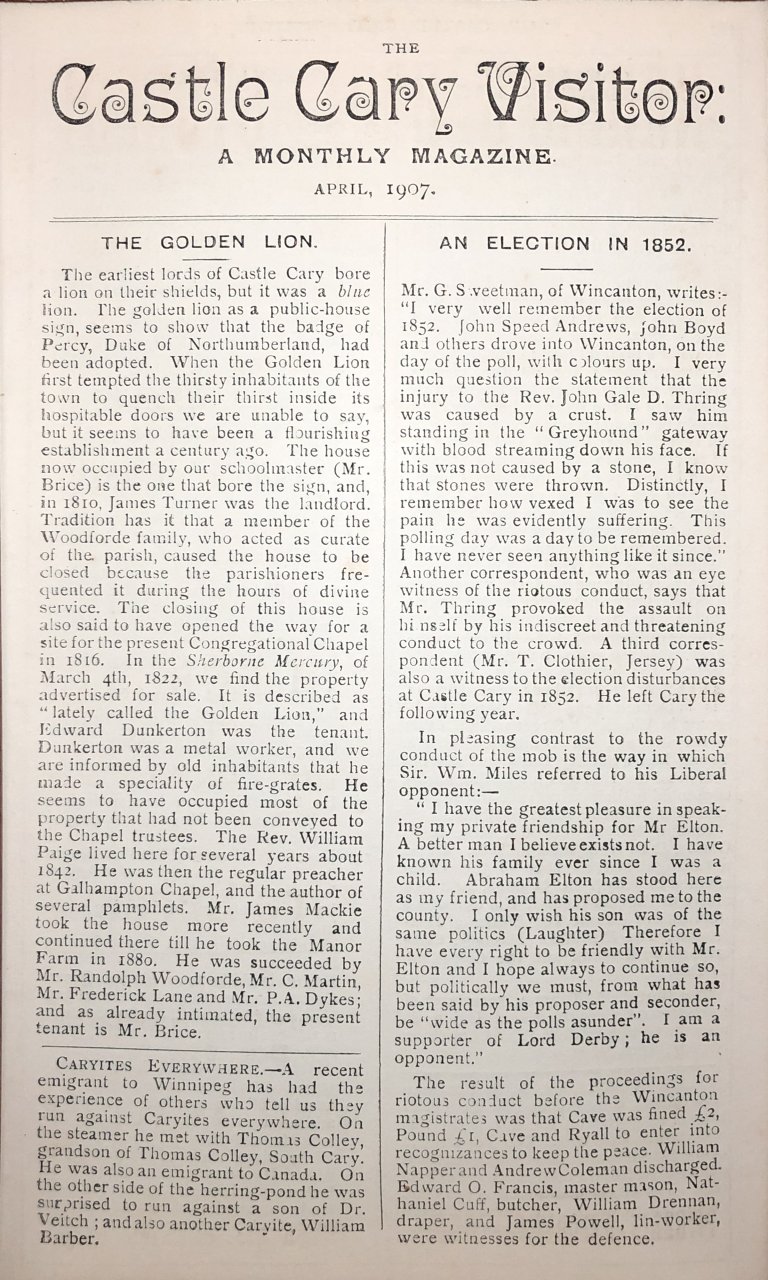 THE
Castle Cary Visitor:
A MONTHLY MAGAZINE.
APRIL, 1907.
THE GOLDEN LION.
The earliest lords of Castle Cary bore
a lion on their shields, but it was a blue
lion. The golden lion as a public-house
sign, seems to show that the badge of
Percy, Duke of Northumberland, had
been adopted. When the Golden Lion
first tempted the thirsty inhabitants of the
town to quench their thirst inside its
hospitable doors we are unable to say,
but it seems to have been a flourishing
establishment a century ago. The house
now occupied by our schoolmaster (Mr.
Brice) is the one that bore the sign, and,
in 1810, James Turner was the landlord.
Tradition has it that a member of the
Woodforde family, who acted as curate
of the parish, caused the house to be
closed because the parishioners fre-
quented it during the hours of divine
service. The closing of this house is
also said to have opened the way for a
site for the present Congregational Chapel
in 1816. In the Sherborne Mercury, of
March 4th, 1822, we find the property
advertised for sale. It is described as
"lately called the Golden Lion," and
Edward Dunkerton was the tenant.
Dunkerton was a metal worker, and we
are informed by old inhabitants that he
made a speciality of fire-grates. He
seems to have occupied most of the
property that had not been conveyed to
the Chapel trustees. The Rev. William
Paige lived here for several years about
1842. He was then the regular preacher
at Galhampton Chapel, and the author of
several pamphlets. Mr. James Mackie
took the house more recently and
continued there till he took the Manor
Farm in 1880. He was succeeded by
Mr. Randolph Woodforde, Mr. C. Martin,
Mr. Frederick Lane and Mr. P.A. Dykes;
and as already intimated, the present
tenant is Mr. Brice.
CARYITES EVERYWHERE.—A recent
emigrant to Winnipeg has had the
experience of others who tell us they
run against Caryites everywhere. On
the steamer he met with Thomas Colley,
grandson of Thomas Colley, South Cary.
He was also an emigrant to Canada. On
the other side of the herring-pond he was
surprised to run against a son of Dr.
Veitch; and also another Caryite, William
Barber.
AN ELECTION IN 1852.
Mr. G. Sweetman, of Wincanton, writes:-
"I very well remember the election of
1852. John Speed Andrews, John Boyd
and others drove into Wincanton, on the
day of the poll, with colours up. I very
much question the statement that the
injury to the Rev. John Gale D. Thring
was caused by a crust. I saw him
standing in the "Greyhound" gateway
with blood streaming down his face. If
this was not caused by a stone, I know
that stones were thrown. Distinctly, I
remember how vexed I was to see the
pain he was evidently suffering. This
polling day was a day to be remembered.
I have never seen anything like it since."
Another correspondent, who was an eye
witness of the riotous conduct, says that
Mr. Thring provoked the assault on
himself by his indiscreet and threatening
conduct to the crowd. A third corres-
pondent (Mr. T. Clothier, Jersey) was
also a witness to the election disturbances
at Castle Cary in 1852. He left Cary the
following year.
In pleasing contrast to the rowdy
conduct of the mob is the way in which
Sir. Wm. Miles referred to his Liberal
opponent:—
"I have the greatest pleasure in speak-
ing my private friendship for Mr Elton.
A better man I believe exists not. I have
known his family ever since I was a
child. Abraham Elton has stood here
as my friend, and has proposed me to the
county. I only wish his son was of the
same politics (Laughter) Therefore I
have every right to be friendly with Mr.
Elton and I hope always to continue so,
but politically we must, from what has
been said by his proposer and seconder,
be "wide as the polls asunder". I am a
supporter of Lord Derby; he is an
opponent."
The result of the proceedings for
riotous conduct before the Wincanton
magistrates was that Cave was fined £2,
Pound £1, Cave and Ryall to enter into
recognizances to keep the peace. William
Napper and Andrew Coleman discharged.
Edward O. Francis, master mason, Nat-
haniel Cuff, butcher, William Drennan,
draper, and James Powell, lin-worker,
were witnesses for the defence.